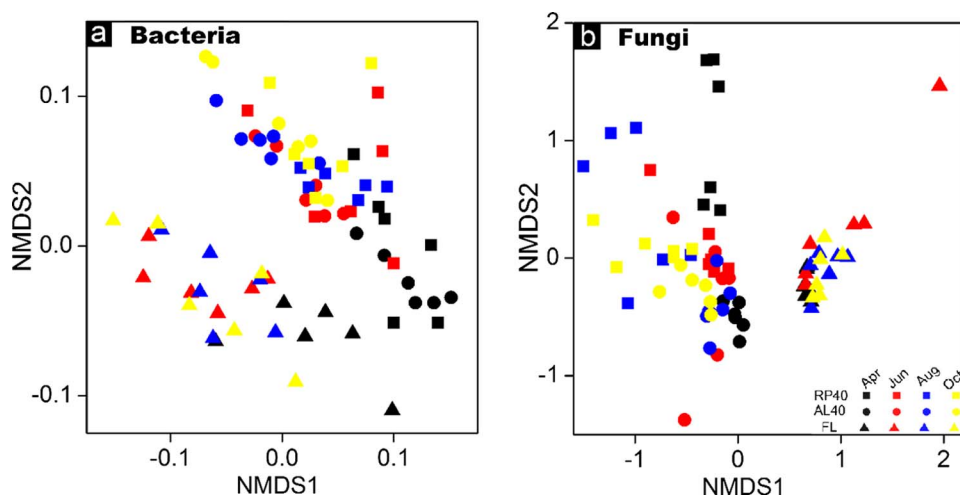 a Bacteria
NMDS2
0.1
0.0
-0.1
-0.1 0.0 0.1
NMDS1
b Fungi
NMDS2
2
1
0
-1
-1 0 1 2
NMDS1
Apr Jun Aug Oct
RP40
AL40
FL